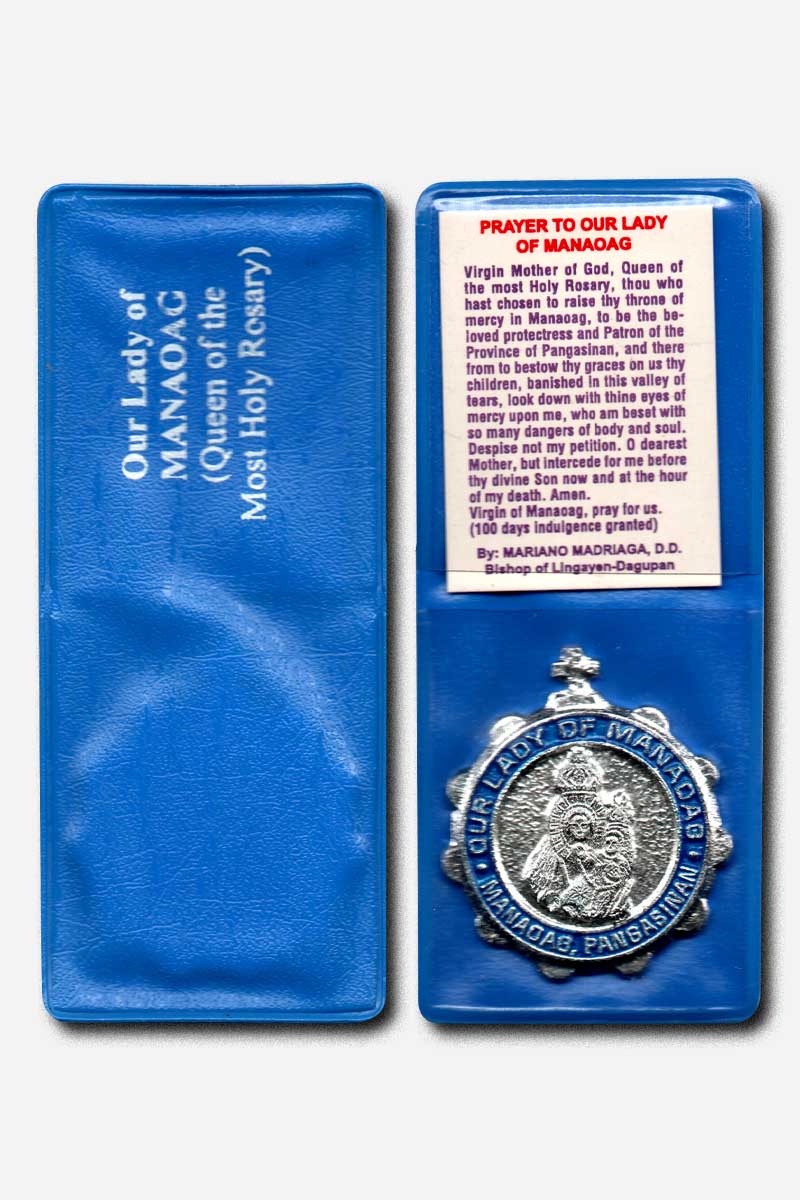 Our Lady of
MANAOAG
(Queen of the
Most Holy Rosary)
PRAYER TO OUR LADY
OF MANAOAG
Virgin Mother of God, Queen of
the most Holy Rosary, thou who
hast chosen to raise thy throne of
mercy in Manaoag, to be the be-
loved protectress and Patron of the
Province of Pangasinan, and there
from to bestow thy graces on us thy
children, banished in this valley of
tears, look down with thine eyes of
mercy upon me, who am beset with
so many dangers of body and soul.
Despise not my petition. O dearest
Mother, but intercede for me before
thy divine Son now and at the hour
of my death. Amen.
Virgin of Manaoag, pray for us.
(100 days indulgence granted)
By: MARIANO MADRIAGA, D.D.
Bishop of Lingayen-Dagupan
OUR LADY OF MANAOAG
• MANAOAG, PANGASINAN •